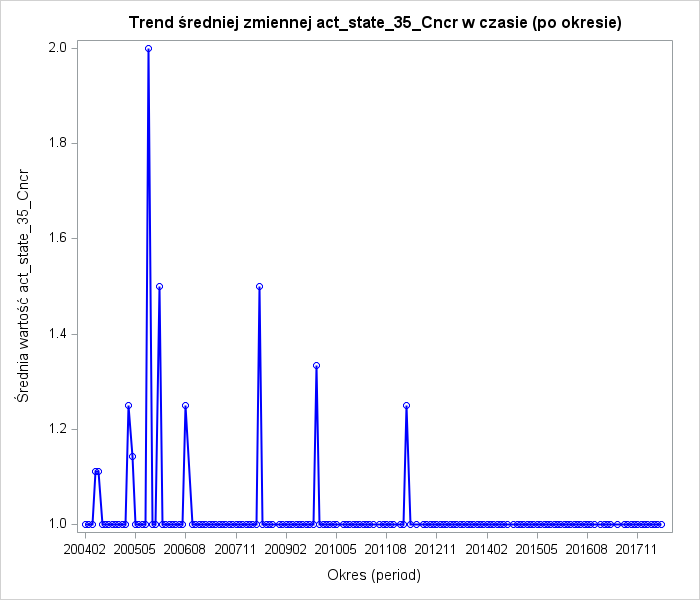 Trend średniej zmiennej act_state_35_Cncr w czasie (po okresie)
Średnia wartość act_state_35_Cncr
2.0
1.8
1.6
1.4
1.2
1.0
200402 200505 200608 200711 200902 201005 201108 201211 201402 201505 201608 201711
Okres (period)